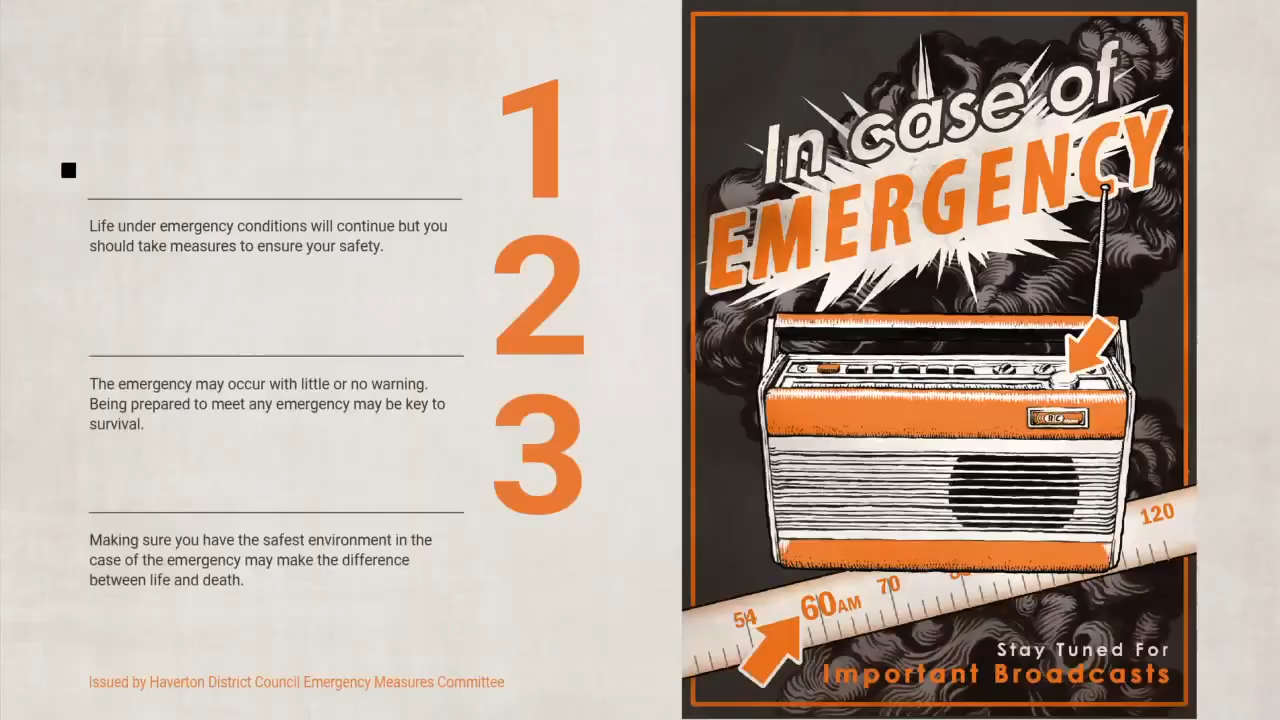 1
Life under emergency conditions will continue but you
should take measures to ensure your safety.
2
The emergency may occur with little or no warning.
Being prepared to meet any emergency may be key to
survival.
3
Making sure you have the safest environment in the
case of the emergency may make the difference
between life and death.
Issued by Haverton District Council Emergency Measures Committee
In case of
EMERGENCY
120
70
60AM
54
Stay Tuned For
Important Broadcasts